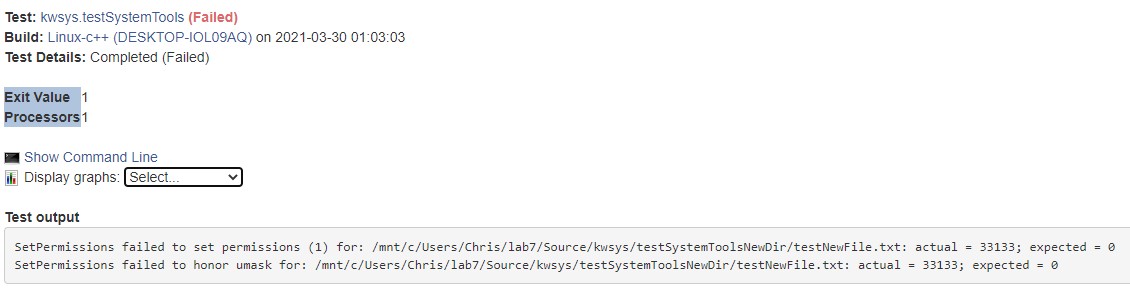 Test: kwsys.testSystemTools (Failed)
Build: Linux-c++ (DESKTOP-IOL09AQ) on 2021-03-30 01:03:03
Test Details: Completed (Failed)
Exit Value 1
Processors 1
Show Command Line
Display graphs: Select...
Test output
SetPermissions failed to set permissions (1) for: /mnt/c/Users/Chris/lab7/Source/kwsys/testSystemToolsNewDir/testNewFile.txt: actual = 33133; expected = 0
SetPermissions failed to honor umask for: /mnt/c/Users/Chris/lab7/Source/kwsys/testSystemToolsNewDir/testNewFile.txt: actual = 33133; expected = 0